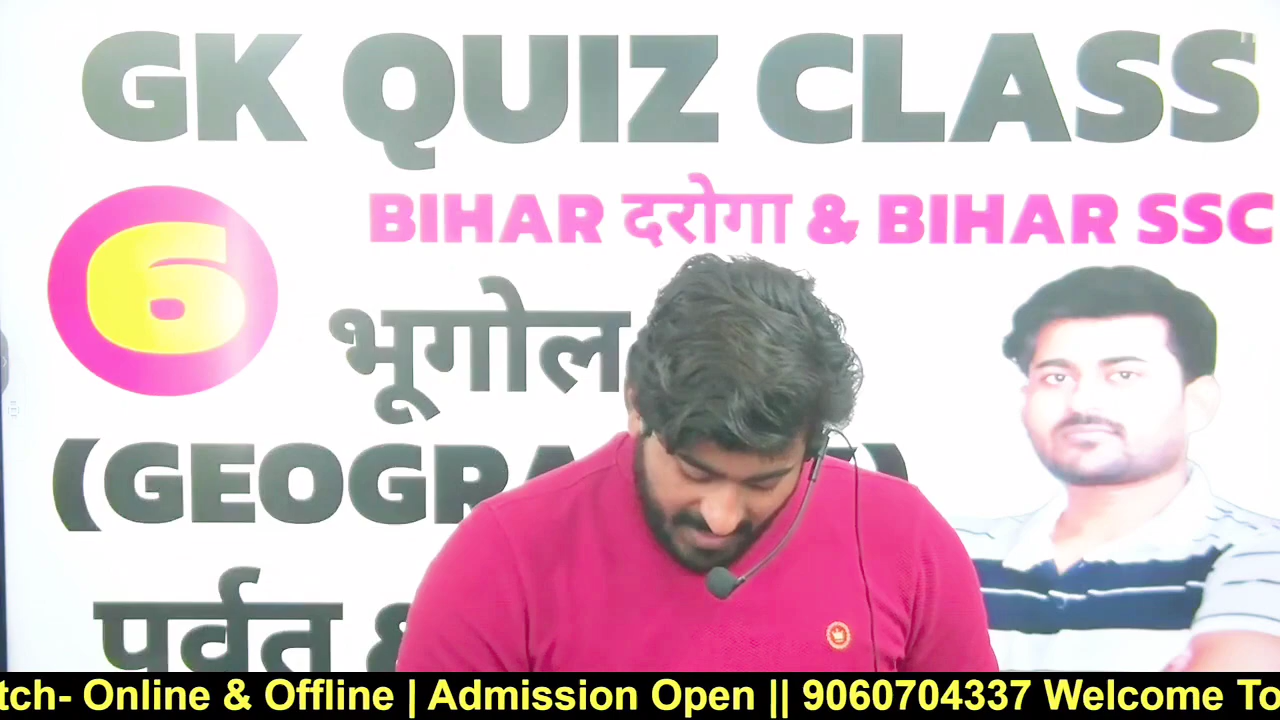 GK QUIZ CLASS
6
BIHAR दरोगा & BIHAR SSC
भूगोल
(GEOGRA
पर्वत &
tch- Online & Offline | Admission Open || 9060704337 Welcome To